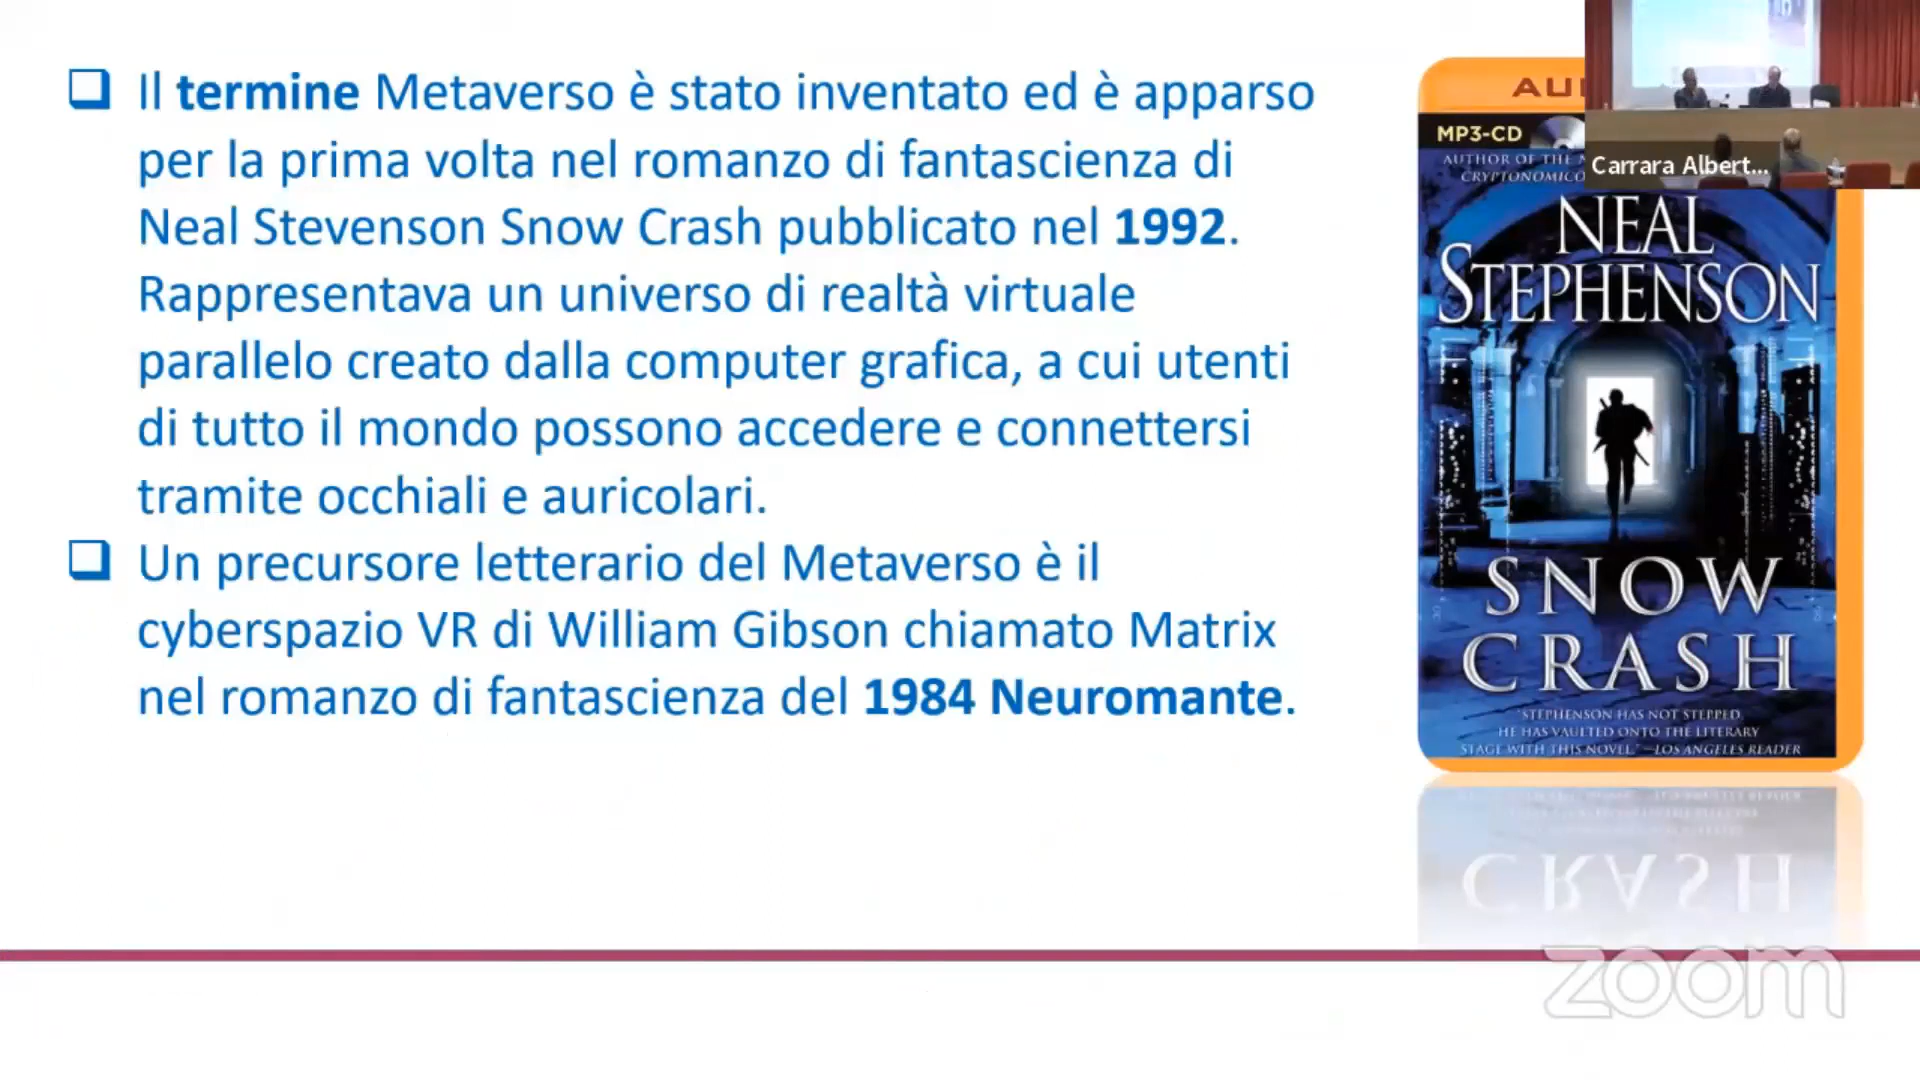 Il termine Metaverso è stato inventato ed è apparso
per la prima volta nel romanzo di fantascienza di
Neal Stevenson Snow Crash pubblicato nel 1992.
Rappresentava un universo di realtà virtuale
parallelo creato dalla computer grafica, a cui utenti
di tutto il mondo possono accedere e connettersi
tramite occhiali e auricolari.
Un precursore letterario del Metaverso è il
cyberspazio VR di William Gibson chiamato Matrix
nel romanzo di fantascienza del 1984 Neuromante.
MP3-CD
AUTHOR OF THE
Carrara Albert...
NEAL
STEPHENSON
SNOW
CRASH
"STEPHENSON HAS NOT STEPPED,
HE HAS VAULTED ONTO THE LITERARY
STAGE WITH THIS NOVEL." —LOS ANGELES READER
CRASH
zoom